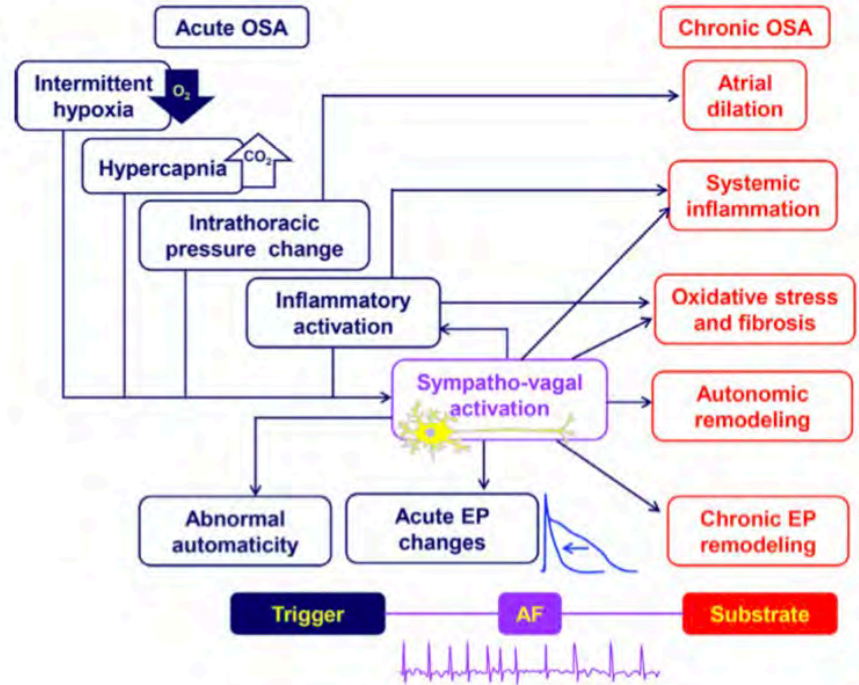 Acute OSA
Chronic OSA
Intermittent
hypoxia
O₂
Hypercapnia
CO₂
Intrathoracic
pressure change
Inflammatory
activation
Sympatho-vagal
activation
Atrial
dilation
Systemic
inflammation
Oxidative stress
and fibrosis
Autonomic
remodeling
Abnormal
automaticity
Acute EP
changes
Chronic EP
remodeling
Trigger
AF
Substrate